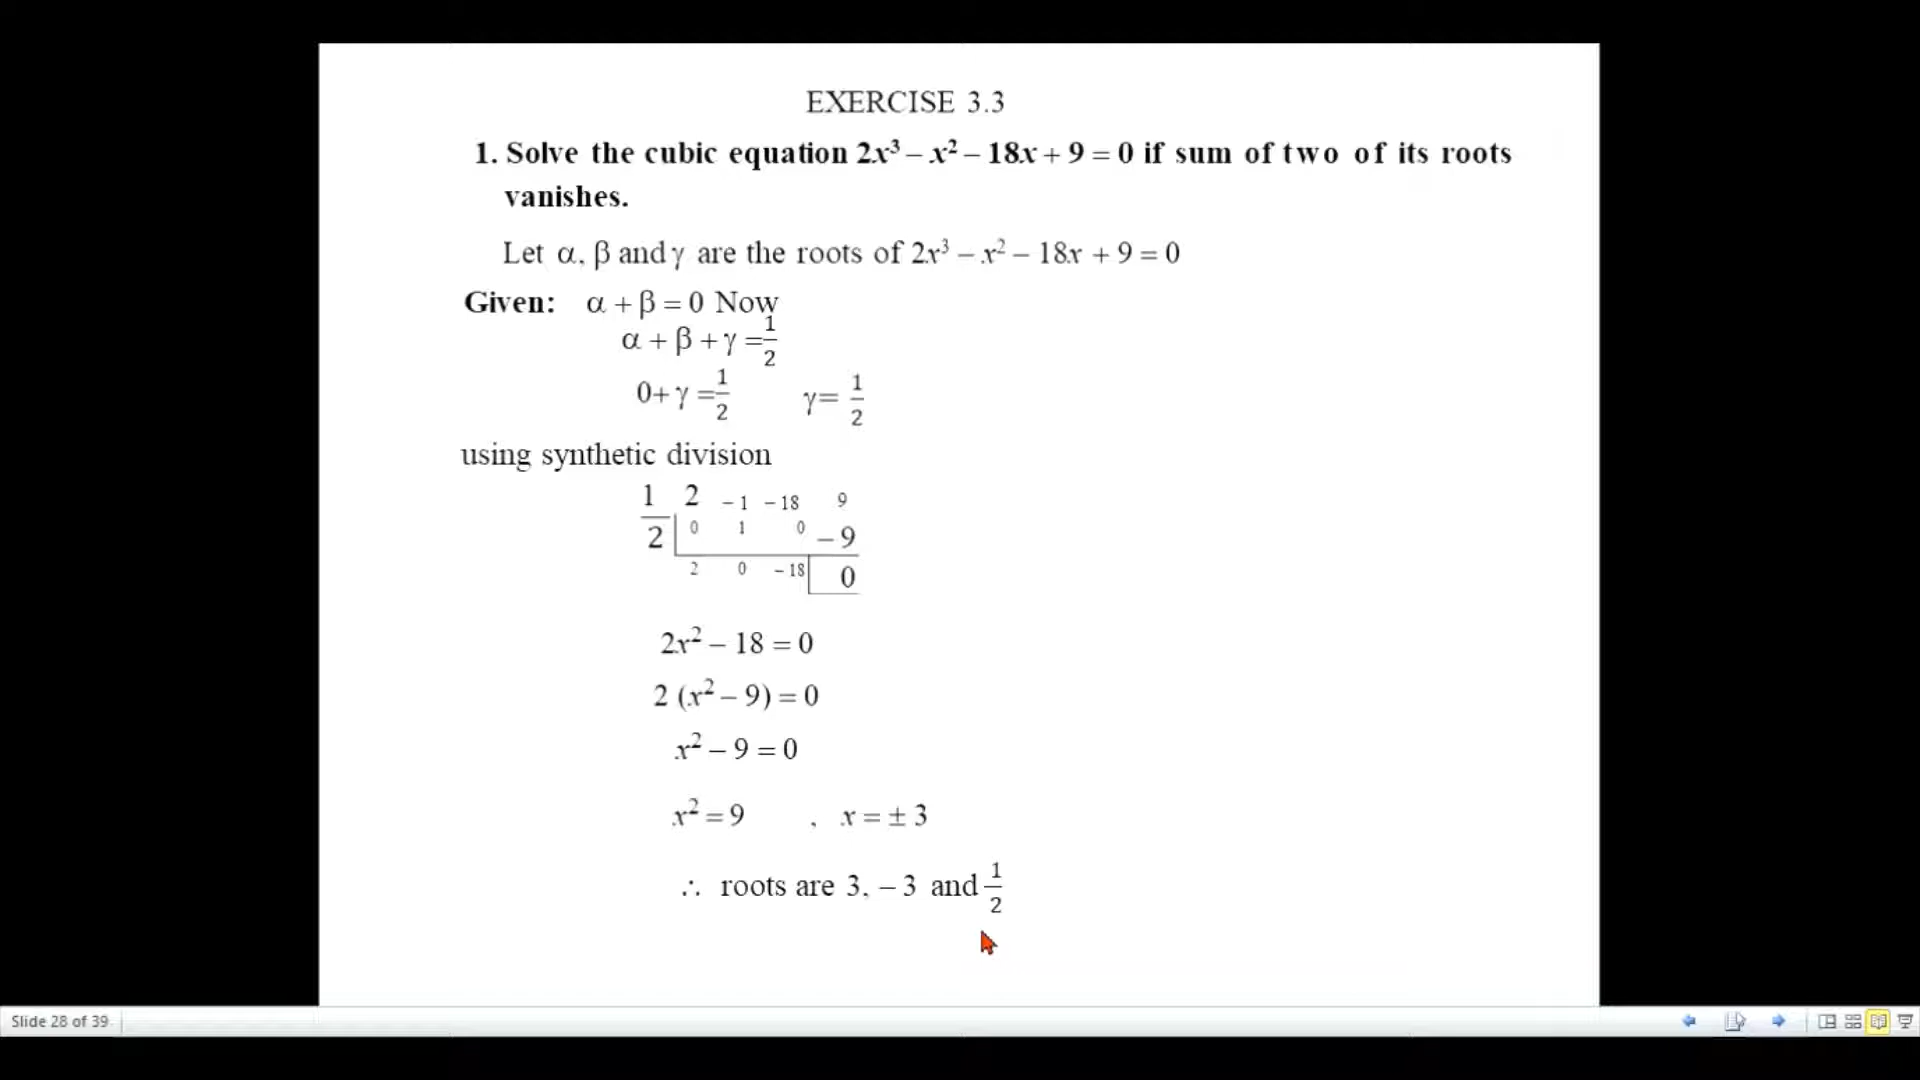 EXERCISE 3.3
1. Solve the cubic equation 2x³ – x² – 18x + 9 = 0 if sum of two of its roots
vanishes.
Let α, β and γ are the roots of 2x³ – x² – 18x + 9 = 0
Given: α + β = 0 Now
α + β + γ = 1/2
0+ γ = 1/2 γ= 1/2
using synthetic division
1/2 2 – 1 – 18 9
0 1 0 – 9
2 0 – 18 0
2x² – 18 = 0
2 (x² – 9) = 0
x² – 9 = 0
x² = 9 , x = ± 3
∴ roots are 3, – 3 and 1/2
Slide 28 of 39